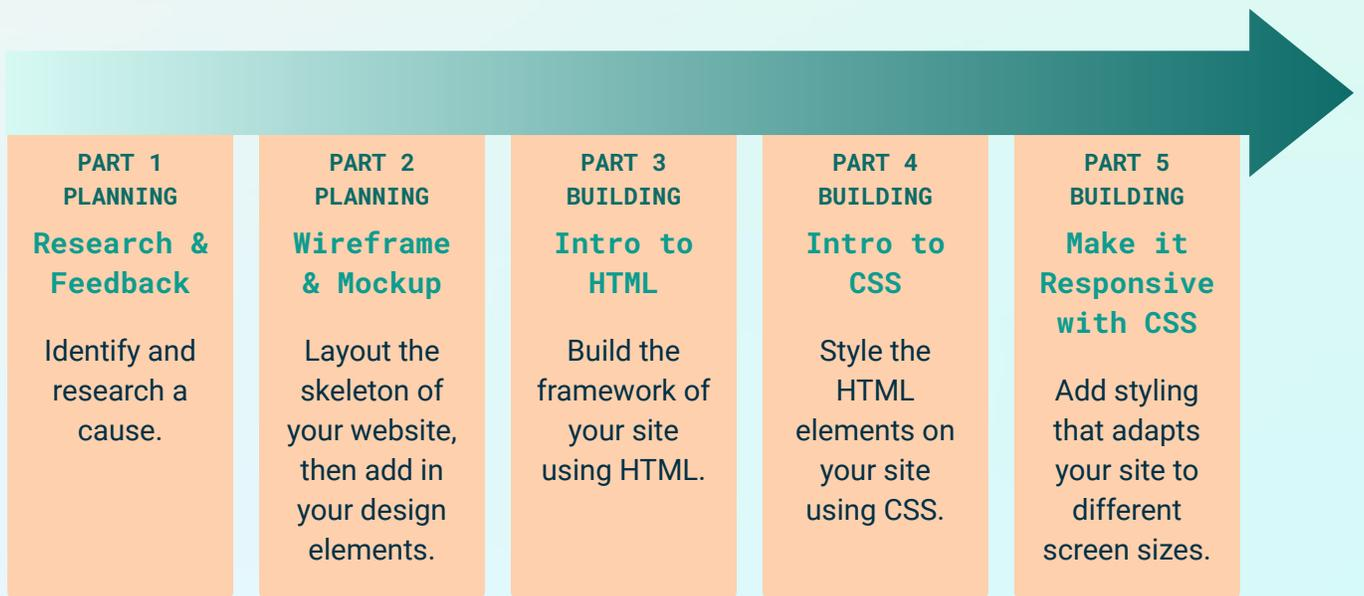 PART 1
PLANNING
Research &
Feedback
Identify and
research a
cause.
PART 2
PLANNING
Wireframe
& Mockup
Layout the
skeleton of
your website,
then add in
your design
elements.
PART 3
BUILDING
Intro to
HTML
Build the
framework of
your site
using HTML.
PART 4
BUILDING
Intro to
CSS
Style the
HTML
elements on
your site
using CSS.
PART 5
BUILDING
Make it
Responsive
with CSS
Add styling
that adapts
your site to
different
screen sizes.